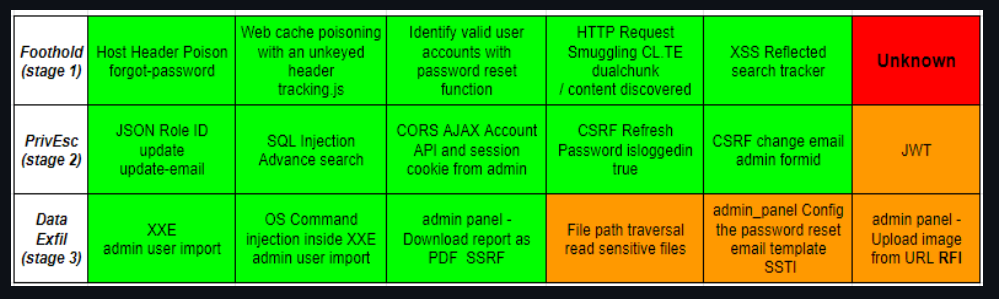 Foothold
(stage 1)
Host Header Poison
forgot-password
Web cache poisoning
with an unkeyed
header
tracking.js
Identify valid user
accounts with
password reset
function
HTTP Request
Smuggling CL.TE
dualchunk
/ content discovered
XSS Reflected
search tracker
Unknown
PrivEsc
(stage 2)
JSON Role ID
update
update-email
SQL Injection
Advance search
CORS AJAX Account
API and session
cookie from admin
CSRF Refresh
Password isloggedin
true
CSRF change email
admin formid
JWT
Data
Exfil
(stage 3)
XXE
admin user import
OS Command
injection inside XXE
admin user import
admin panel -
Download report as
PDF SSRF
File path traversal
read sensitive files
admin_panel Config
the password reset
email template
SSTI
admin panel -
Upload image
from URL RFI